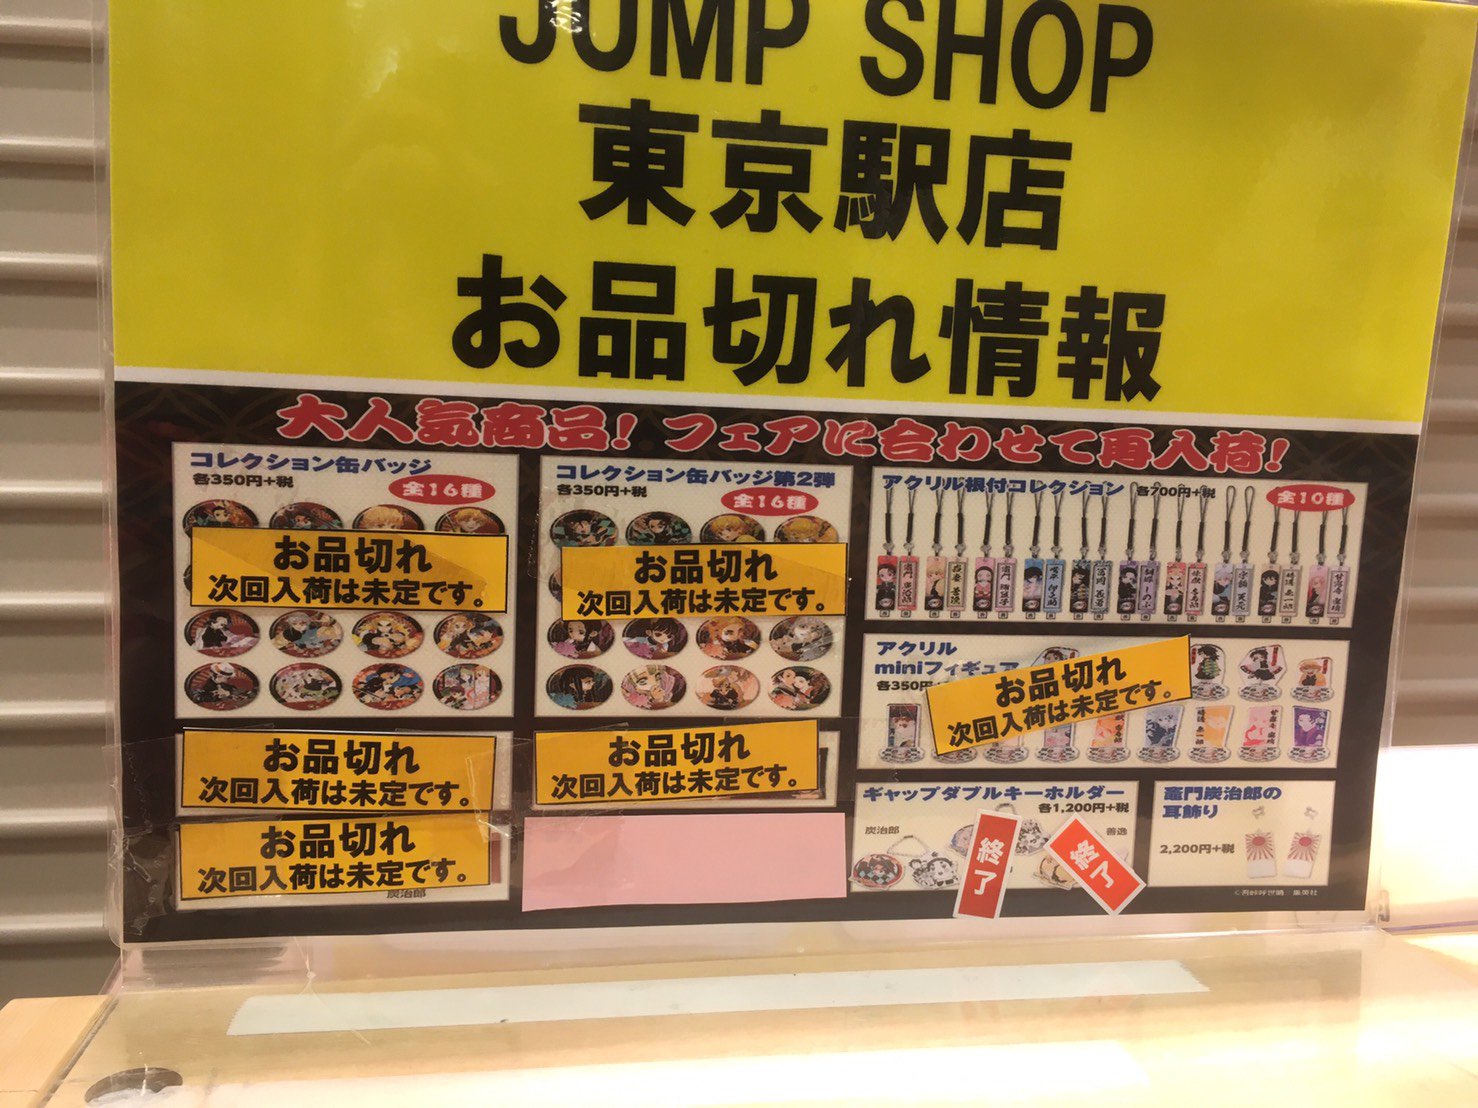 JUMP SHOP
東京駅店
お品切れ情報
大人気商品！フェアに合わせて再入荷！
コレクション缶バッジ
各350円+税
全16種
お品切れ
次回入荷は未定です。
コレクション缶バッジ第2弾
各350円+税
全16種
お品切れ
次回入荷は未定です。
アクリル根付コレクション 各700円+税
全10種
アクリル
miniフィギュア
各350円
お品切れ
次回入荷は未定です。
お品切れ
次回入荷は未定です。
お品切れ
次回入荷は未定です。
お品切れ
次回入荷は未定です。
炭治郎
ギャップダブルキーホルダー
各1,200円+税
炭治郎
善逸
終了
終了
竈門炭治郎の
耳飾り
2,200円+税
©吾峠呼世晴／集英社